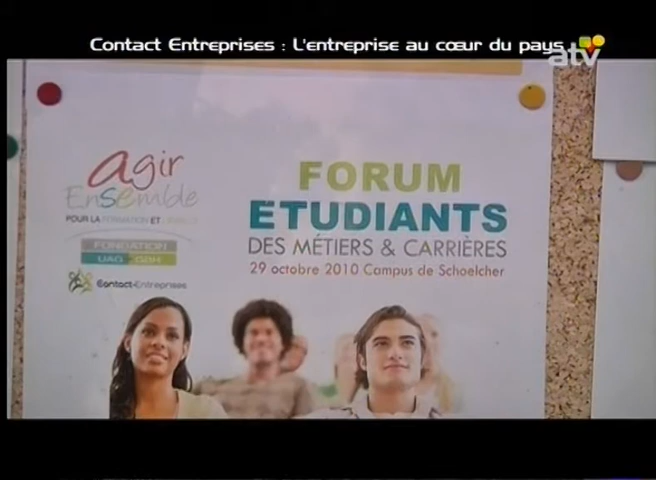 Contact Entreprises : L'entreprise au cœur du pays
atv
agir
Ensemble
POUR LA FORMATION ET
FONDATION
UAG GBH
Contact-Entreprises
FORUM
ETUDIANTS
DES MÉTIERS & CARRIÈRES
29 octobre 2010 Campus de Schoelcher